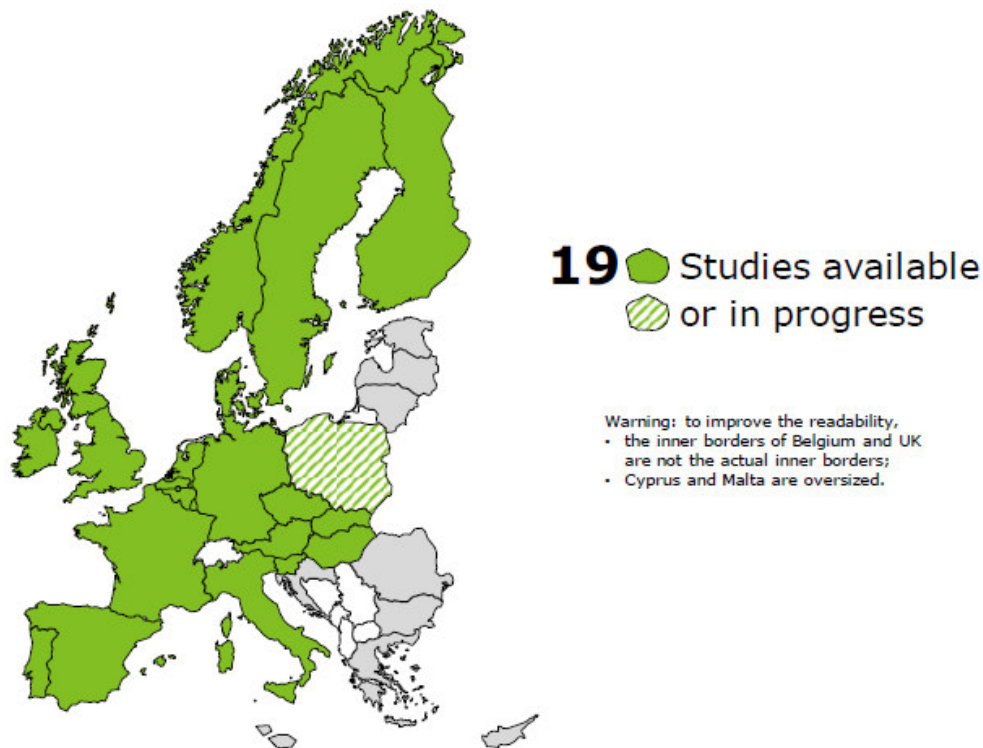 19 Studies available
or in progress
Warning: to improve the readability,
• the inner borders of Belgium and UK
are not the actual inner borders;
• Cyprus and Malta are oversized.